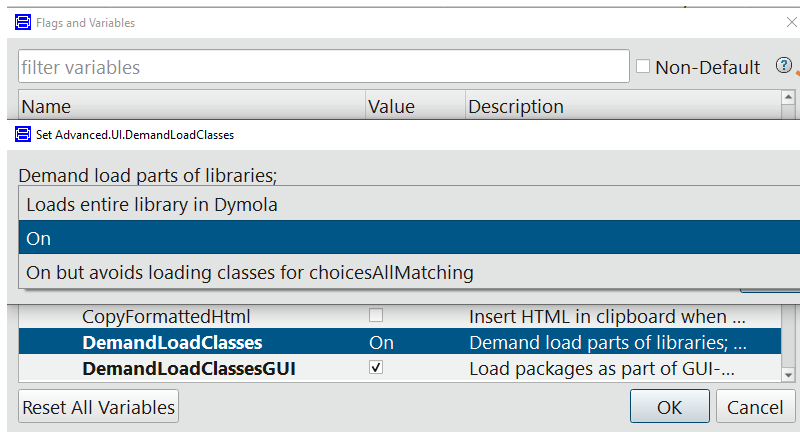 Flags and Variables
filter variables
Non-Default
Name Value Description
Set Advanced.UI.DemandLoadClasses
Demand load parts of libraries;
Loads entire library in Dymola
On
On but avoids loading classes for choicesAllMatching
CopyFormattedHtml Insert HTML in clipboard when ...
DemandLoadClasses On Demand load parts of libraries; ...
DemandLoadClassesGUI Load packages as part of GUI-...
Reset All Variables OK Cancel